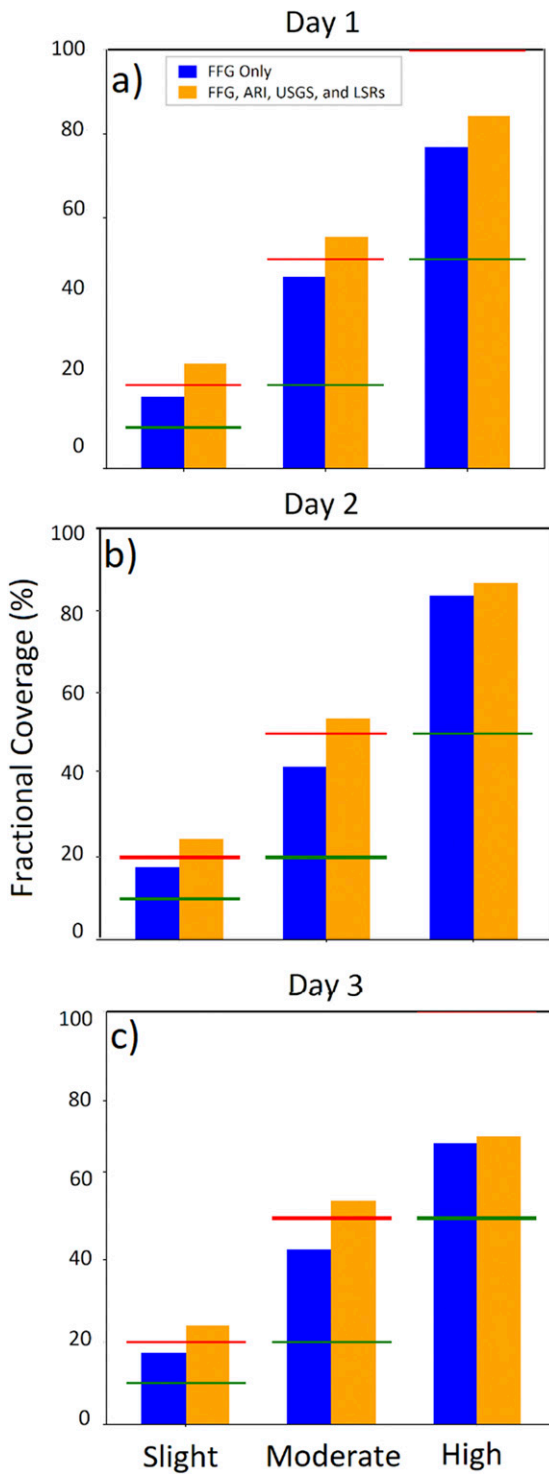 Day 1
100
a)
FFG Only
FFG, ARI, USGS, and LSRs
80
60
40
20
0
Day 2
100
b)
80
60
40
20
0
Fractional Coverage (%)
Day 3
100
c)
80
60
40
20
0
Slight Moderate High